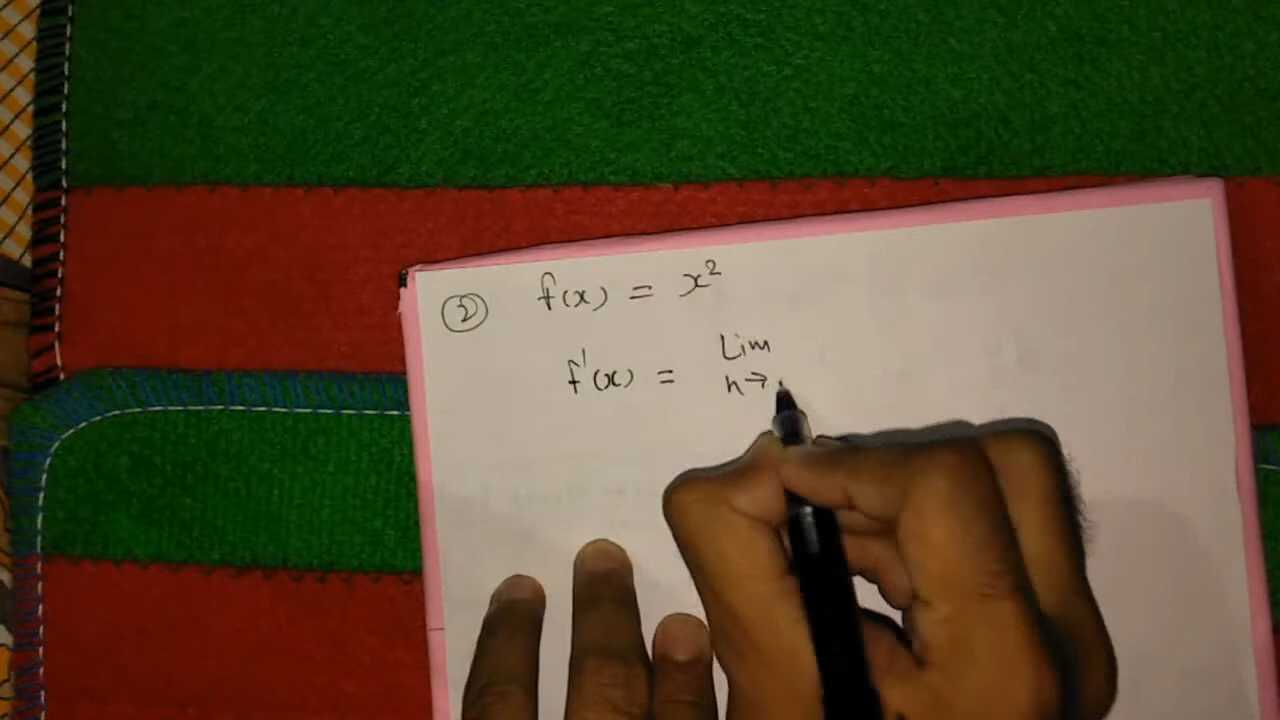 ② f(x) = x²
f'(x) = Lim
h→